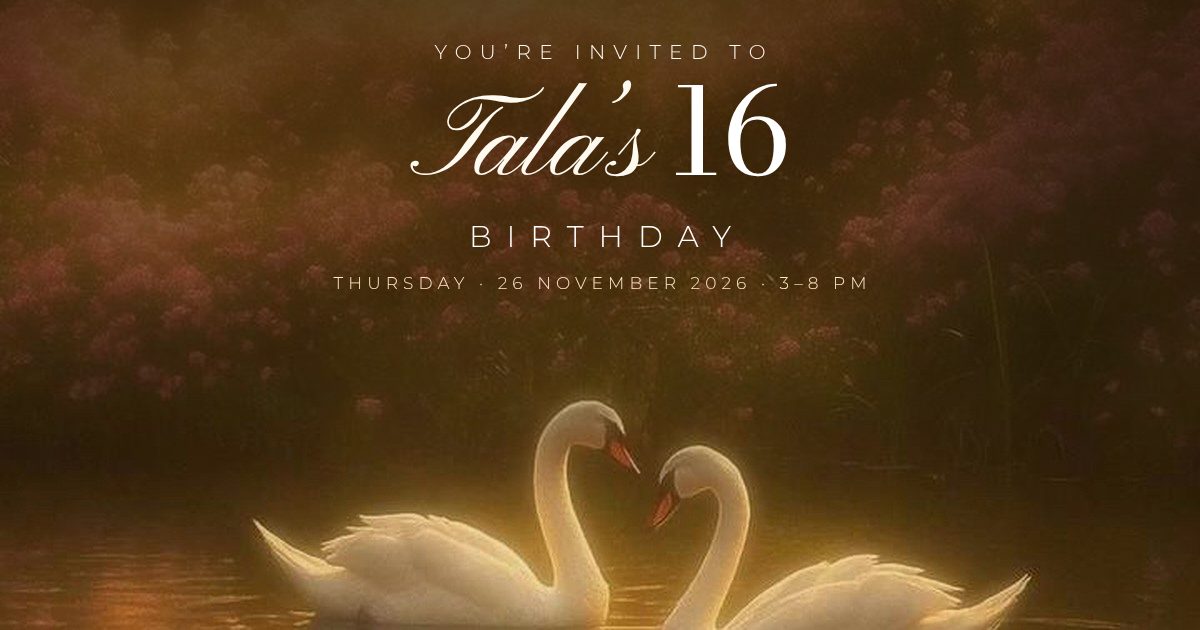 YOU’RE INVITED TO
Tala’s 16
BIRTHDAY
THURSDAY · 26 NOVEMBER 2026 · 3–8 PM